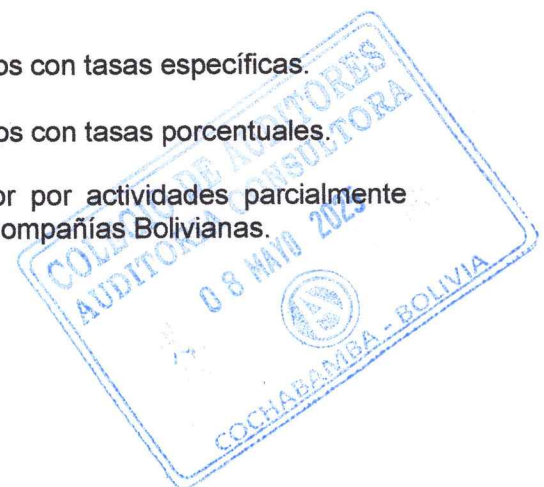 os con tasas específicas.
os con tasas porcentuales.
or por actividades parcialmente
ompañías Bolivianas.
COLEGIO DE AUDITORES
AUDITORIA CONSULTORA
08 MAYO 2023
A
COCHABAMBA - BOLIVIA